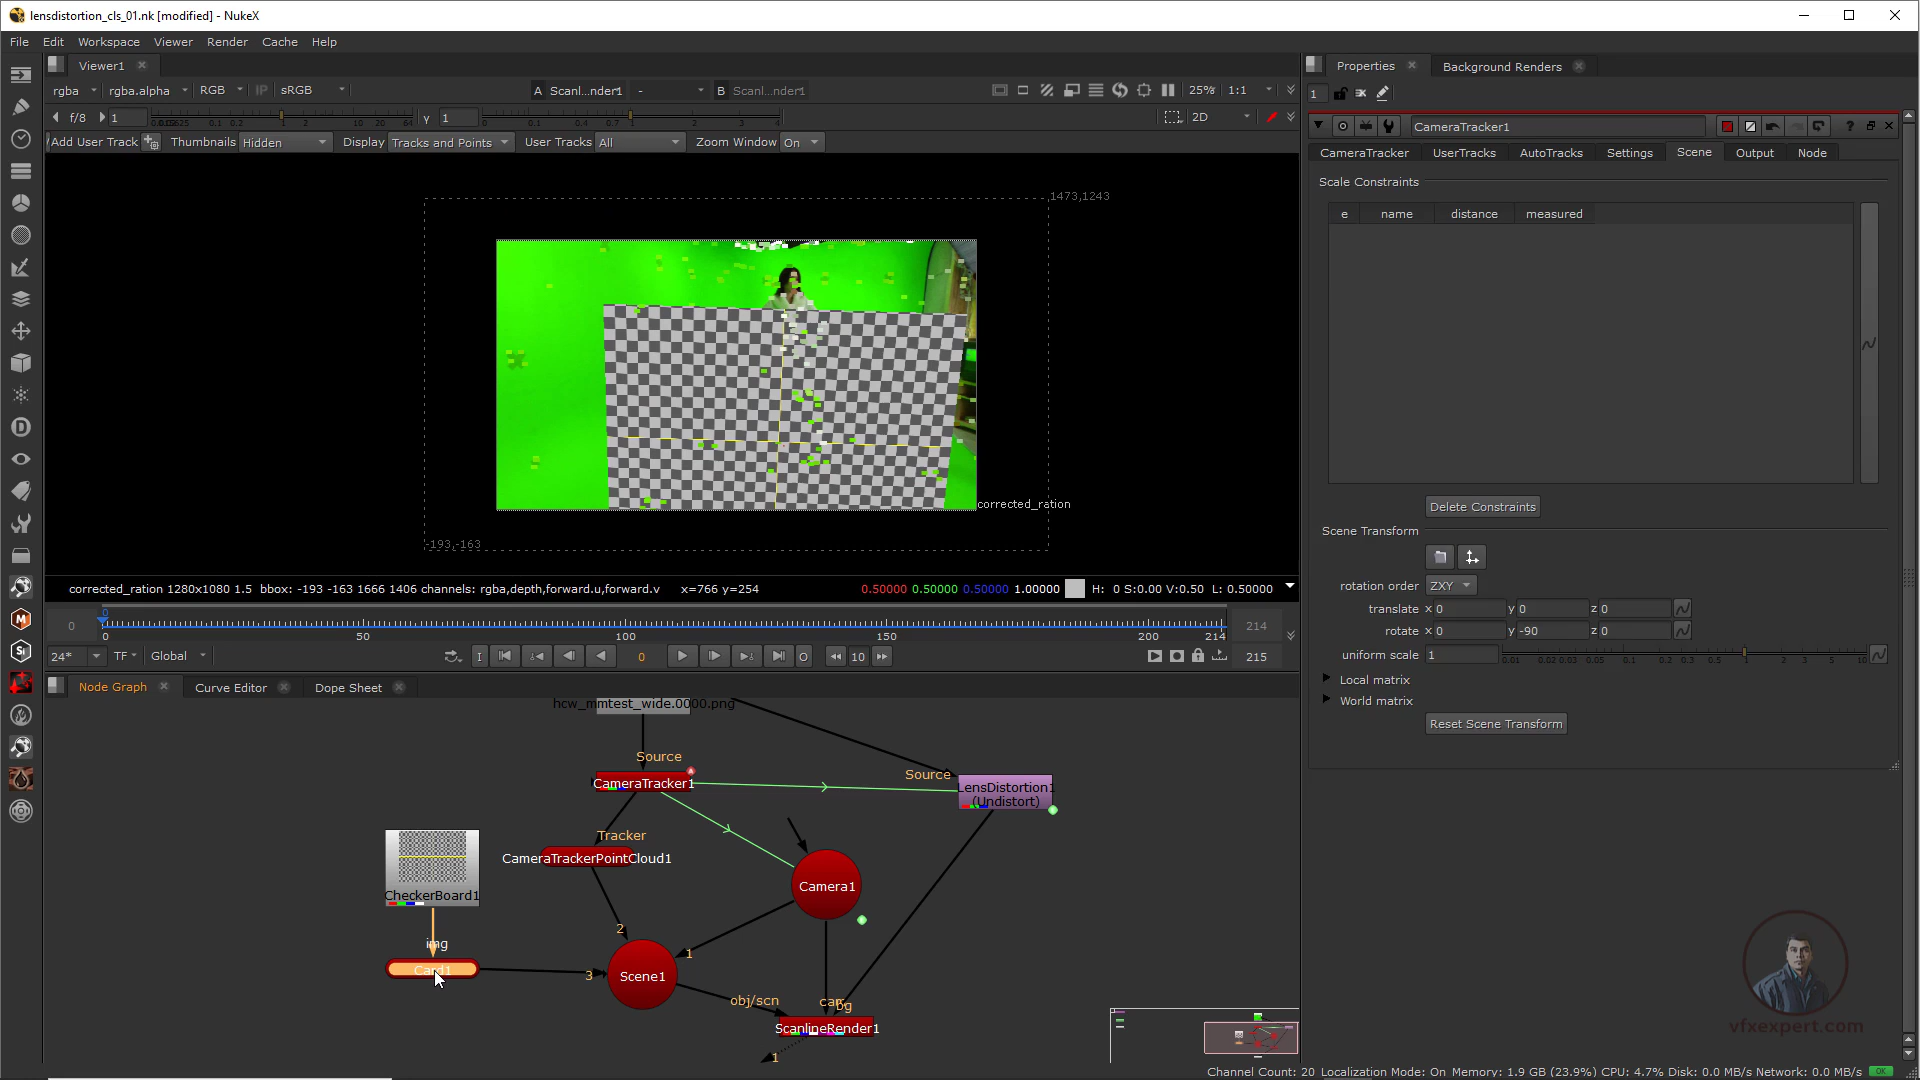 lensdistortion_cls_01.nk [modified] - NukeX
File Edit Workspace Viewer Render Cache Help
Viewer1
Properties Background Renders
rgba rgba.alpha RGB IP sRGB A Scanl...nder1 - B Scanl...nder1 25% 1:1
1
f/8 1 Y 1 2D
CameraTracker1
Add User Track Thumbnails Hidden Display Tracks and Points User Tracks All Zoom Window On
CameraTracker UserTracks AutoTracks Settings Scene Output Node
Scale Constraints
1473,1243
e name distance measured
corrected_ration
-193,-163
Delete Constraints
Scene Transform
rotation order ZXY
corrected_ration 1280x1080 1.5 bbox: -193 -163 1666 1406 channels: rgba,depth,forward.u,forward.v x=766 y=254 0.50000 0.50000 0.50000 1.00000 H: 0 S:0.00 V:0.50 L: 0.50000
translate x 0 y 0 z 0
rotate x 0 y -90 z 0
0 0 50 100 150 200 214 214 216
uniform scale 1
24* TF Global I 0 O 10 215
Local matrix
World matrix
Reset Scene Transform
Node Graph Curve Editor Dope Sheet
hcw_mmtest_wide.0000.png
Source
CameraTracker1
Source
LensDistortion1
(Undistort)
Tracker
CameraTrackerPointCloud1
Camera1
CheckerBoard1
img
2
1
Card1
3
Scene1
obj/scn
cam
bg
ScanlineRender1
1
vfxexpert.com
Channel Count: 20 Localization Mode: On Memory: 1.9 GB (23.9%) CPU: 4.7% Disk: 0.0 MB/s Network: 0.0 MB/s OK